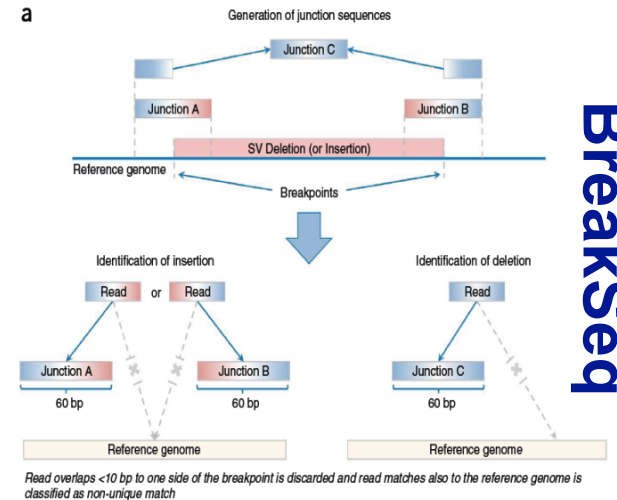 a
Generation of junction sequences
Junction C
Junction A
Junction B
SV Deletion (or Insertion)
Reference genome
Breakpoints
BreakSeq
Identification of insertion
Identification of deletion
Read or Read
Read
Junction A
Junction B
Junction C
60 bp
60 bp
60 bp
Reference genome
Reference genome
Read overlaps <10 bp to one side of the breakpoint is discarded and read matches also to the reference genome is
classified as non-unique match